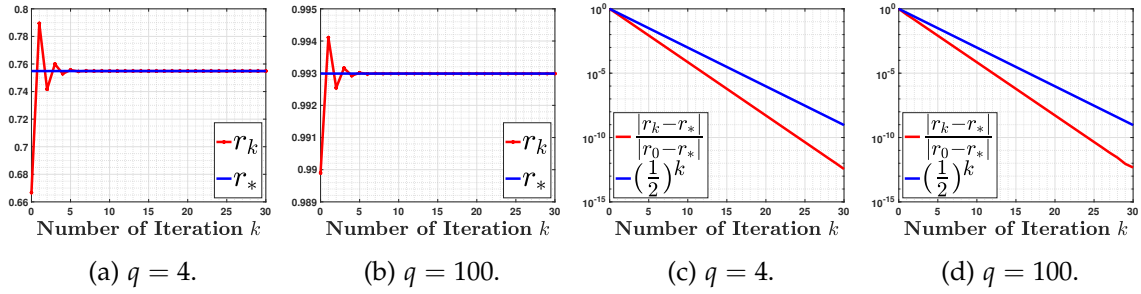 0.8
0.78
0.76
0.74
0.72
0.7
0.68
0.66
0 5 10 15 20 25 30
r_k
r_*
Number of Iteration k
(a) q = 4.
0.995
0.994
0.993
0.992
0.991
0.99
0.989
0 5 10 15 20 25 30
r_k
r_*
Number of Iteration k
(b) q = 100.
10^0
10^-5
10^-10
10^-15
0 5 10 15 20 25 30
|r_k−r_*|
|r_0−r_*|
(1/2)^k
Number of Iteration k
(c) q = 4.
10^0
10^-5
10^-10
10^-15
0 5 10 15 20 25 30
|r_k−r_*|
|r_0−r_*|
(1/2)^k
Number of Iteration k
(d) q = 100.